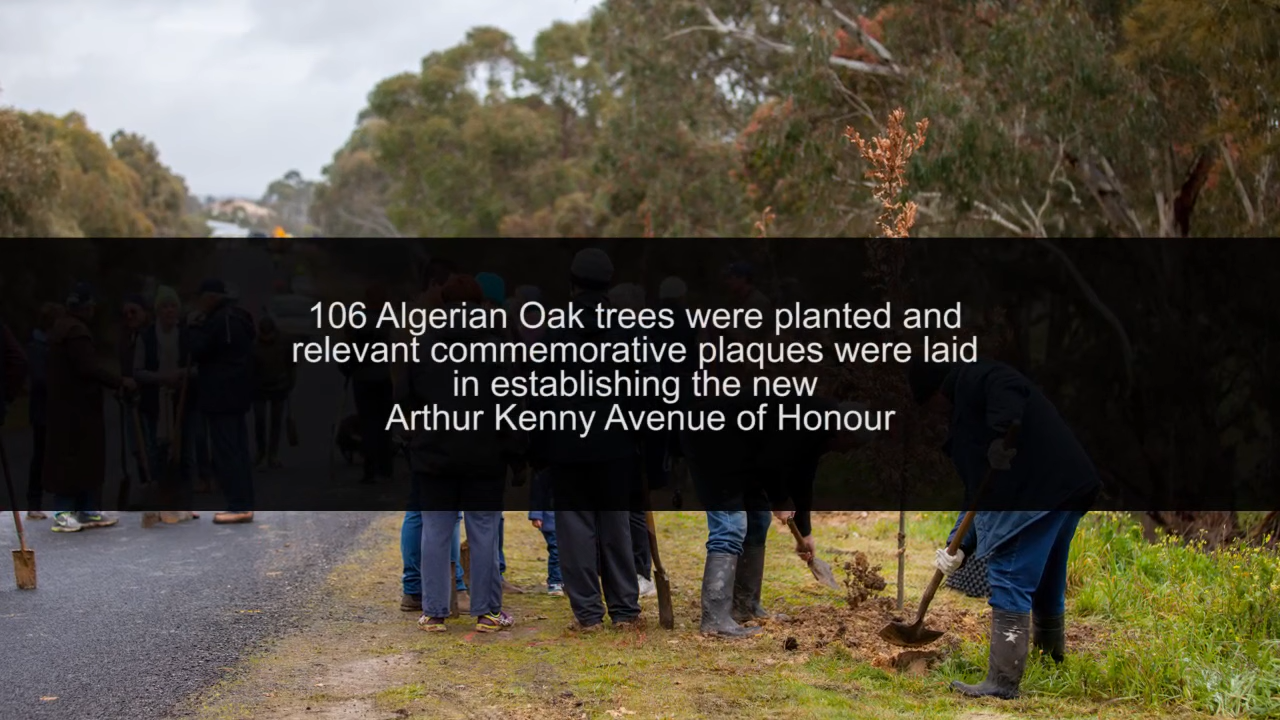 106 Algerian Oak trees were planted and
relevant commemorative plaques were laid
in establishing the new
Arthur Kenny Avenue of Honour